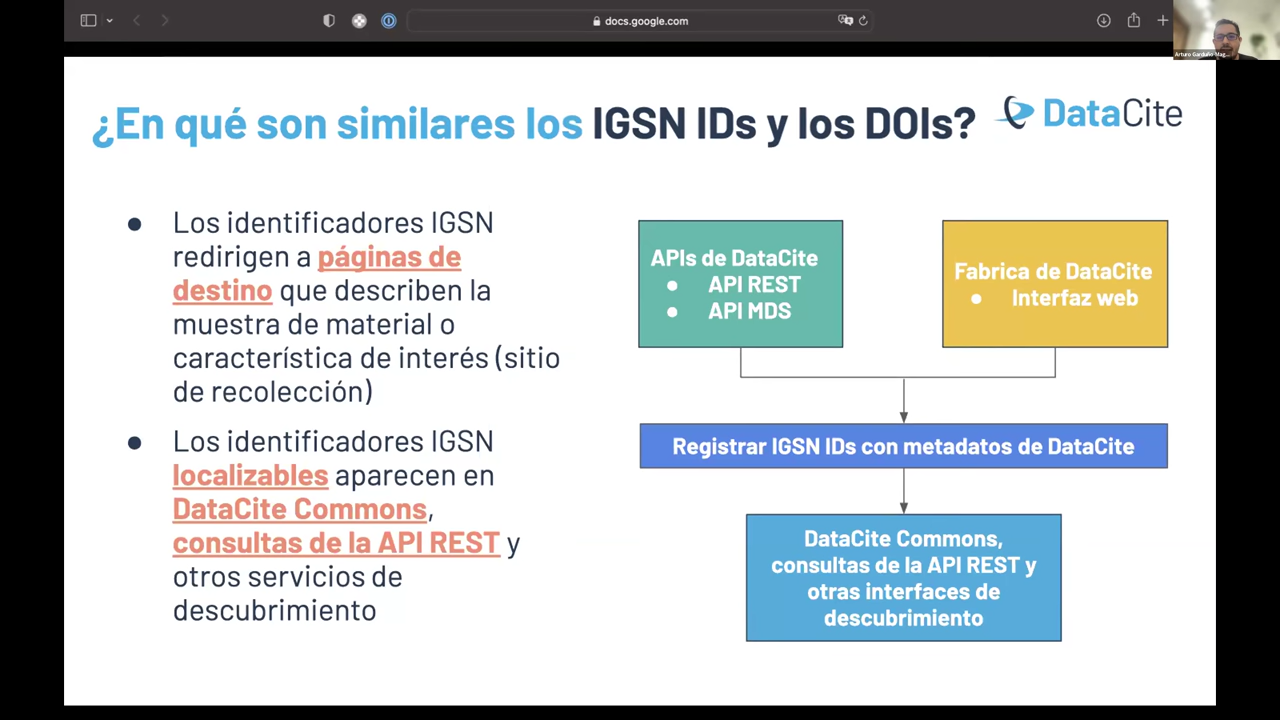 docs.google.com
Arturo Garduño Mag...
¿En qué son similares los IGSN IDs y los DOIs?
DataCite
● Los identificadores IGSN
redirigen a páginas de
destino que describen la
muestra de material o
característica de interés (sitio
de recolección)
● Los identificadores IGSN
localizables aparecen en
DataCite Commons,
consultas de la API REST y
otros servicios de
descubrimiento
APIs de DataCite
● API REST
● API MDS
Fabrica de DataCite
● Interfaz web
Registrar IGSN IDs con metadatos de DataCite
DataCite Commons,
consultas de la API REST y
otras interfaces de
descubrimiento